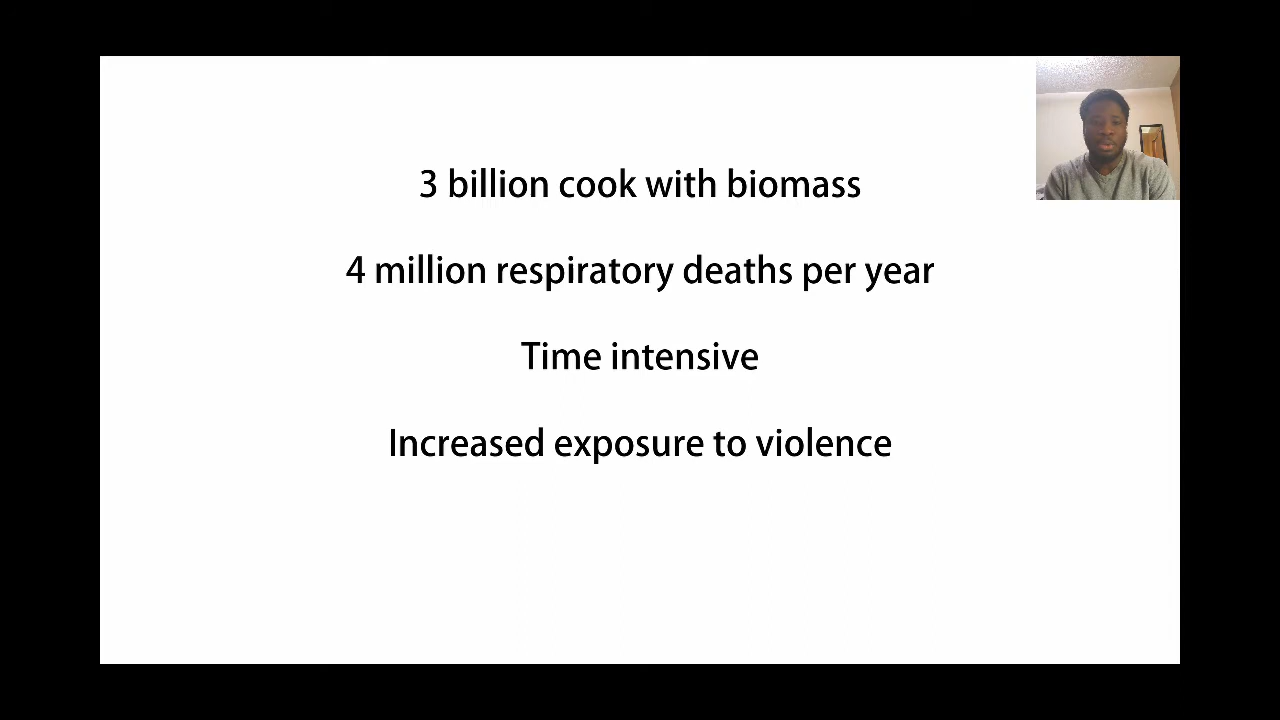 3 billion cook with biomass
4 million respiratory deaths per year
Time intensive
Increased exposure to violence